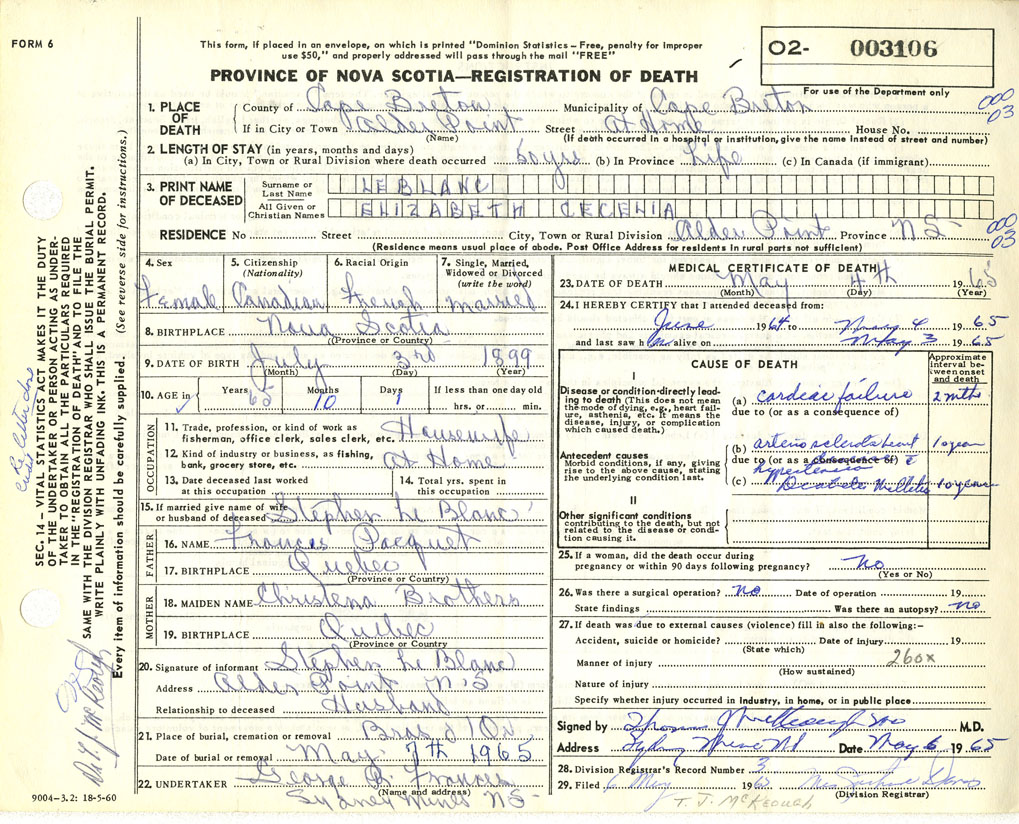 FORM 6
This form, if placed in an envelope, on which is printed "Dominion Statistics – Free, penalty for improper
use $50," and properly addressed will pass through the mail "FREE"
PROVINCE OF NOVA SCOTIA—REGISTRATION OF DEATH
O2- 003106
For use of the Department only
000
03
1. PLACE OF DEATH
County of Cape Breton Municipality of Cape Breton
If in City or Town Alder Point Street At Home House No.
(Name) (If death occurred in a hospital or institution, give the name instead of street and number)
2. LENGTH OF STAY (in years, months and days)
(a) In City, Town or Rural Division where death occurred 60yrs (b) In Province Life (c) In Canada (if immigrant)
3. PRINT NAME OF DECEASED
Surname or Last Name LEBLANC
All Given or Christian Names ELIZABETH CECELIA
RESIDENCE No Street City, Town or Rural Division Alder Point Province N S
(Residence means usual place of abode. Post Office Address for residents in rural parts not sufficient)
000
03
4. Sex Female
5. Citizenship (Nationality) Canadian
6. Racial Origin French
7. Single, Married, Widowed or Divorced (write the word) Married
8. BIRTHPLACE Nova Scotia
(Province or Country)
9. DATE OF BIRTH July 3rd 1899
(Month) (Day) (Year)
10. AGE in Years 65 Months 10 Days 1 If less than one day old
hrs. or min.
OCCUPATION
11. Trade, profession, or kind of work as fisherman, office clerk, sales clerk, etc. Housewife
12. Kind of industry or business, as fishing, bank, grocery store, etc. At Home
13. Date deceased last worked at this occupation
14. Total yrs. spent in this occupation
15. If married give name of wife or husband of deceased Stephen Le Blanc
FATHER
16. NAME Francis Pacquet
17. BIRTHPLACE Quebec
(Province or Country)
MOTHER
18. MAIDEN NAME Christena Brothers
19. BIRTHPLACE Quebec
(Province or Country)
20. Signature of informant Stephen Le Blanc
Address Alder Point N S
Relationship to deceased Husband
21. Place of burial, cremation or removal Bras d'Or
Date of burial or removal May 7th 1965
22. UNDERTAKER George B. Francis
(Name and address)
Sydney Mines NS
9004-3.2: 18-5-60
MEDICAL CERTIFICATE OF DEATH
23. DATE OF DEATH May 4th 1965
(Month) (Day) (Year)
24. I HEREBY CERTIFY that I attended deceased from:
June 1964 to May 4 1965
and last saw her alive on May 3 1965
CAUSE OF DEATH
Approximate interval between onset and death
I
Disease or condition directly leading to death (This does not mean the mode of dying, e.g., heart failure, asthenia, etc. it means the disease, injury, or complication which caused death.)
(a) cardiac failure 2 mths
due to (or as a consequence of)
Antecedent causes
Morbid conditions, if any, giving rise to the above cause, stating the underlying condition last.
(b) arteriosclerotic heart 10 year
due to (or as a consequence of)
hypertension
(c) Diabetes Mellitus 10 years
II
Other significant conditions
contributing to the death, but not related to the disease or condition causing it.
25. If a woman, did the death occur during pregnancy or within 90 days following pregnancy? No
(Yes or No)
26. Was there a surgical operation? No Date of operation 19
State findings Was there an autopsy? No
27. If death was due to external causes (violence) fill in also the following:-
Accident, suicide or homicide? Date of injury 19
(State which)
Manner of injury 260x
(How sustained)
Nature of injury
Specify whether injury occurred in industry, in home, or in public place
Signed by M.D.
Address Sydney Mines NS Date May 6 1965
28. Division Registrar's Record Number 3
29. Filed 6 May 1965
(Division Registrar)
T. J. McKeough
SEC. 14 – VITAL STATISTICS ACT MAKES IT THE DUTY
OF THE UNDERTAKER OR PERSON ACTING AS UNDERTAKER TO OBTAIN ALL THE PARTICULARS REQUIRED
IN THE "REGISTRATION OF DEATH" AND TO FILE THE
SAME WITH THE DIVISION REGISTRAR WHO SHALL ISSUE THE BURIAL PERMIT.
WRITE PLAINLY WITH UNFADING INK. THIS IS A PERMANENT RECORD.
Every item of information should be carefully supplied. (See reverse side for instructions.)
Dr. T. J. McKeough